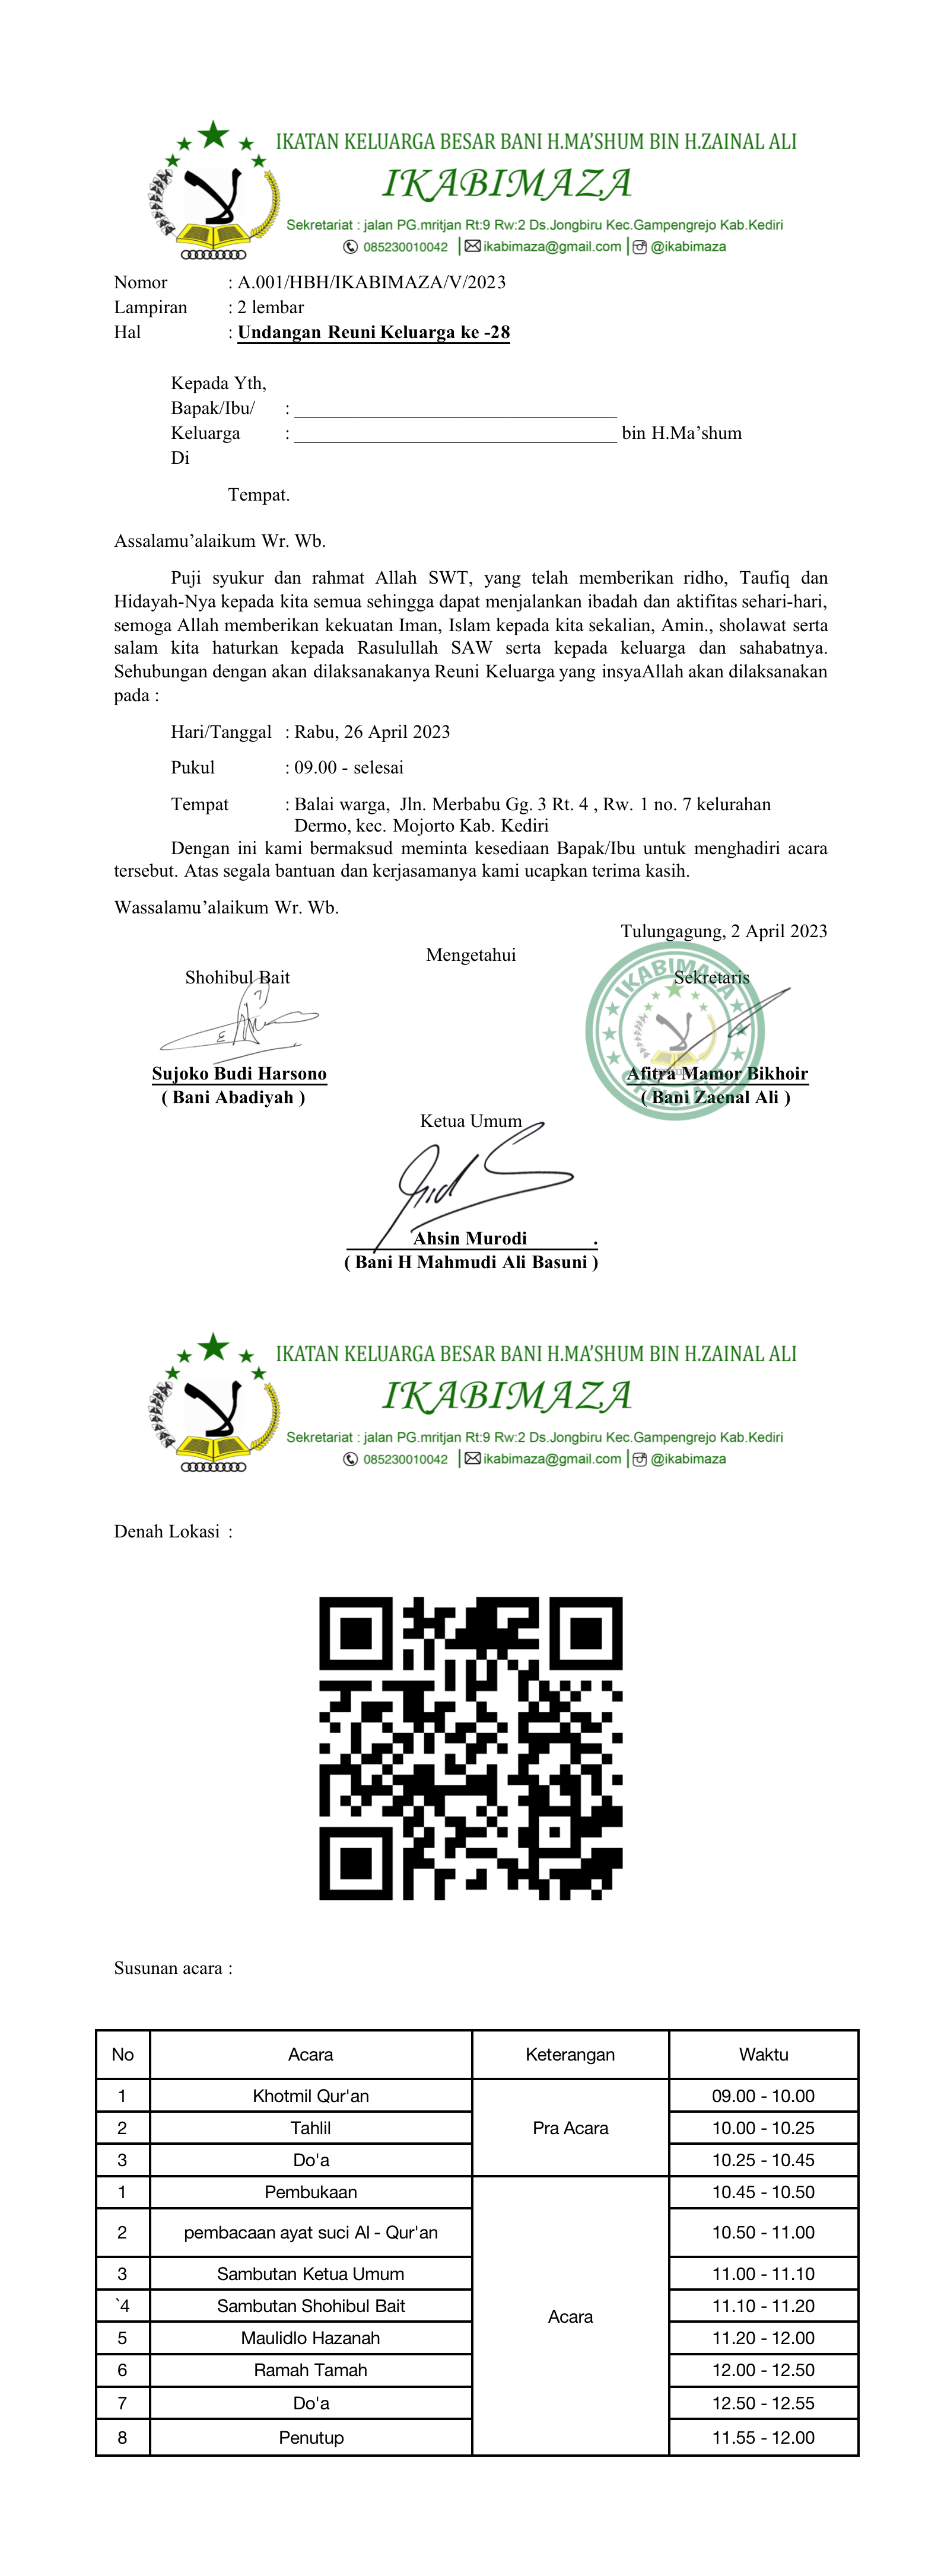 IKATAN KELUARGA BESAR BANI H.MA'SHUM BIN H.ZAINAL ALI
IKABIMAZA
Sekretariat : jalan PG.mritjan Rt:9 Rw:2 Ds.Jongbiru Kec.Gampengrejo Kab.Kediri
085230010042 | ikabimaza@gmail.com | @ikabimaza
Nomor : A.001/HBH/IKABIMAZA/V/2023
Lampiran : 2 lembar
Hal : Undangan Reuni Keluarga ke -28
Kepada Yth,
Bapak/Ibu/ : __________________________________
Keluarga : __________________________________ bin H.Ma'shum
Di
Tempat.
Assalamu'alaikum Wr. Wb.
Puji syukur dan rahmat Allah SWT, yang telah memberikan ridho, Taufiq dan
Hidayah-Nya kepada kita semua sehingga dapat menjalankan ibadah dan aktifitas sehari-hari,
semoga Allah memberikan kekuatan Iman, Islam kepada kita sekalian, Amin., sholawat serta
salam kita haturkan kepada Rasulullah SAW serta kepada keluarga dan sahabatnya.
Sehubungan dengan akan dilaksanakanya Reuni Keluarga yang insyaAllah akan dilaksanakan
pada :
Hari/Tanggal : Rabu, 26 April 2023
Pukul : 09.00 - selesai
Tempat : Balai warga, Jln. Merbabu Gg. 3 Rt. 4 , Rw. 1 no. 7 kelurahan
Dermo, kec. Mojorto Kab. Kediri
Dengan ini kami bermaksud meminta kesediaan Bapak/Ibu untuk menghadiri acara
tersebut. Atas segala bantuan dan kerjasamanya kami ucapkan terima kasih.
Wassalamu'alaikum Wr. Wb.
Tulungagung, 2 April 2023
Mengetahui
Shohibul Bait Sekretaris
IKABIMAZA
Sujoko Budi Harsono Afitra Mamor Bikhoir
( Bani Abadiyah ) ( Bani Zaenal Ali )
Ketua Umum
Ahsin Murodi .
( Bani H Mahmudi Ali Basuni )
IKATAN KELUARGA BESAR BANI H.MA'SHUM BIN H.ZAINAL ALI
IKABIMAZA
Sekretariat : jalan PG.mritjan Rt:9 Rw:2 Ds.Jongbiru Kec.Gampengrejo Kab.Kediri
085230010042 | ikabimaza@gmail.com | @ikabimaza
Denah Lokasi :
Susunan acara :
No Acara Keterangan Waktu
1 Khotmil Qur'an 09.00 - 10.00
2 Tahlil Pra Acara 10.00 - 10.25
3 Do'a 10.25 - 10.45
1 Pembukaan 10.45 - 10.50
2 pembacaan ayat suci Al - Qur'an 10.50 - 11.00
3 Sambutan Ketua Umum 11.00 - 11.10
`4 Sambutan Shohibul Bait Acara 11.10 - 11.20
5 Maulidlo Hazanah 11.20 - 12.00
6 Ramah Tamah 12.00 - 12.50
7 Do'a 12.50 - 12.55
8 Penutup 11.55 - 12.00